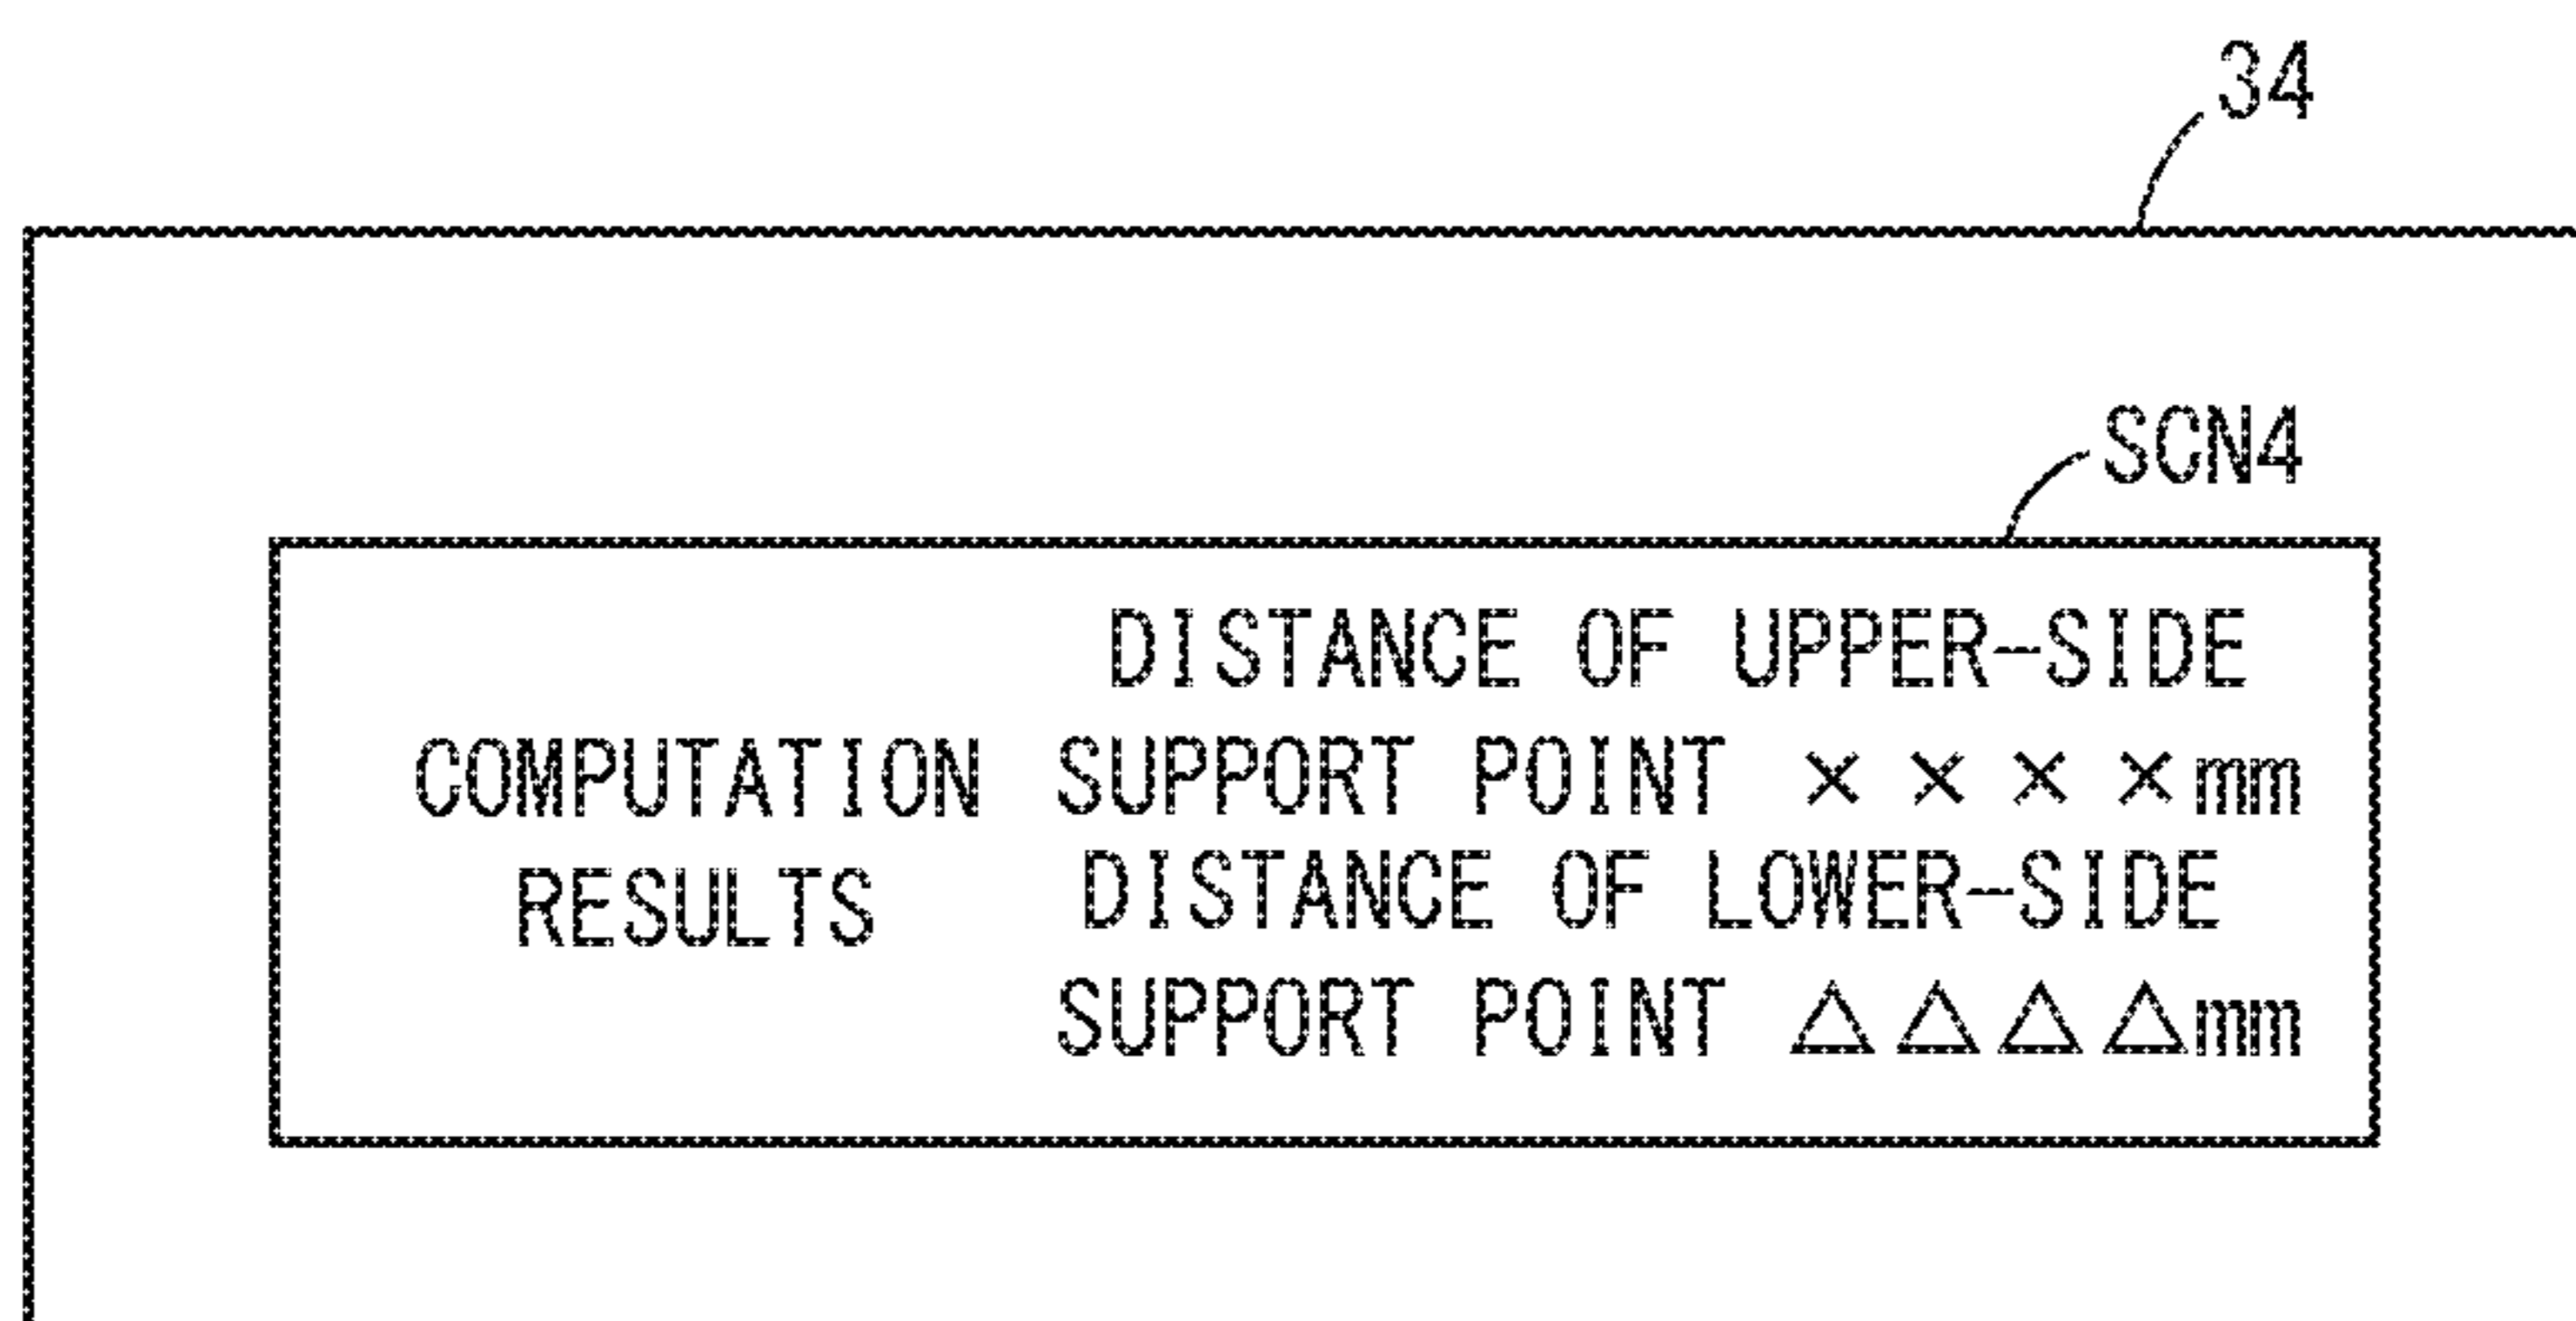 34
SCN4
COMPUTATION
RESULTS
DISTANCE OF UPPER-SIDE
SUPPORT POINT ××××mm
DISTANCE OF LOWER-SIDE
SUPPORT POINT △△△△mm